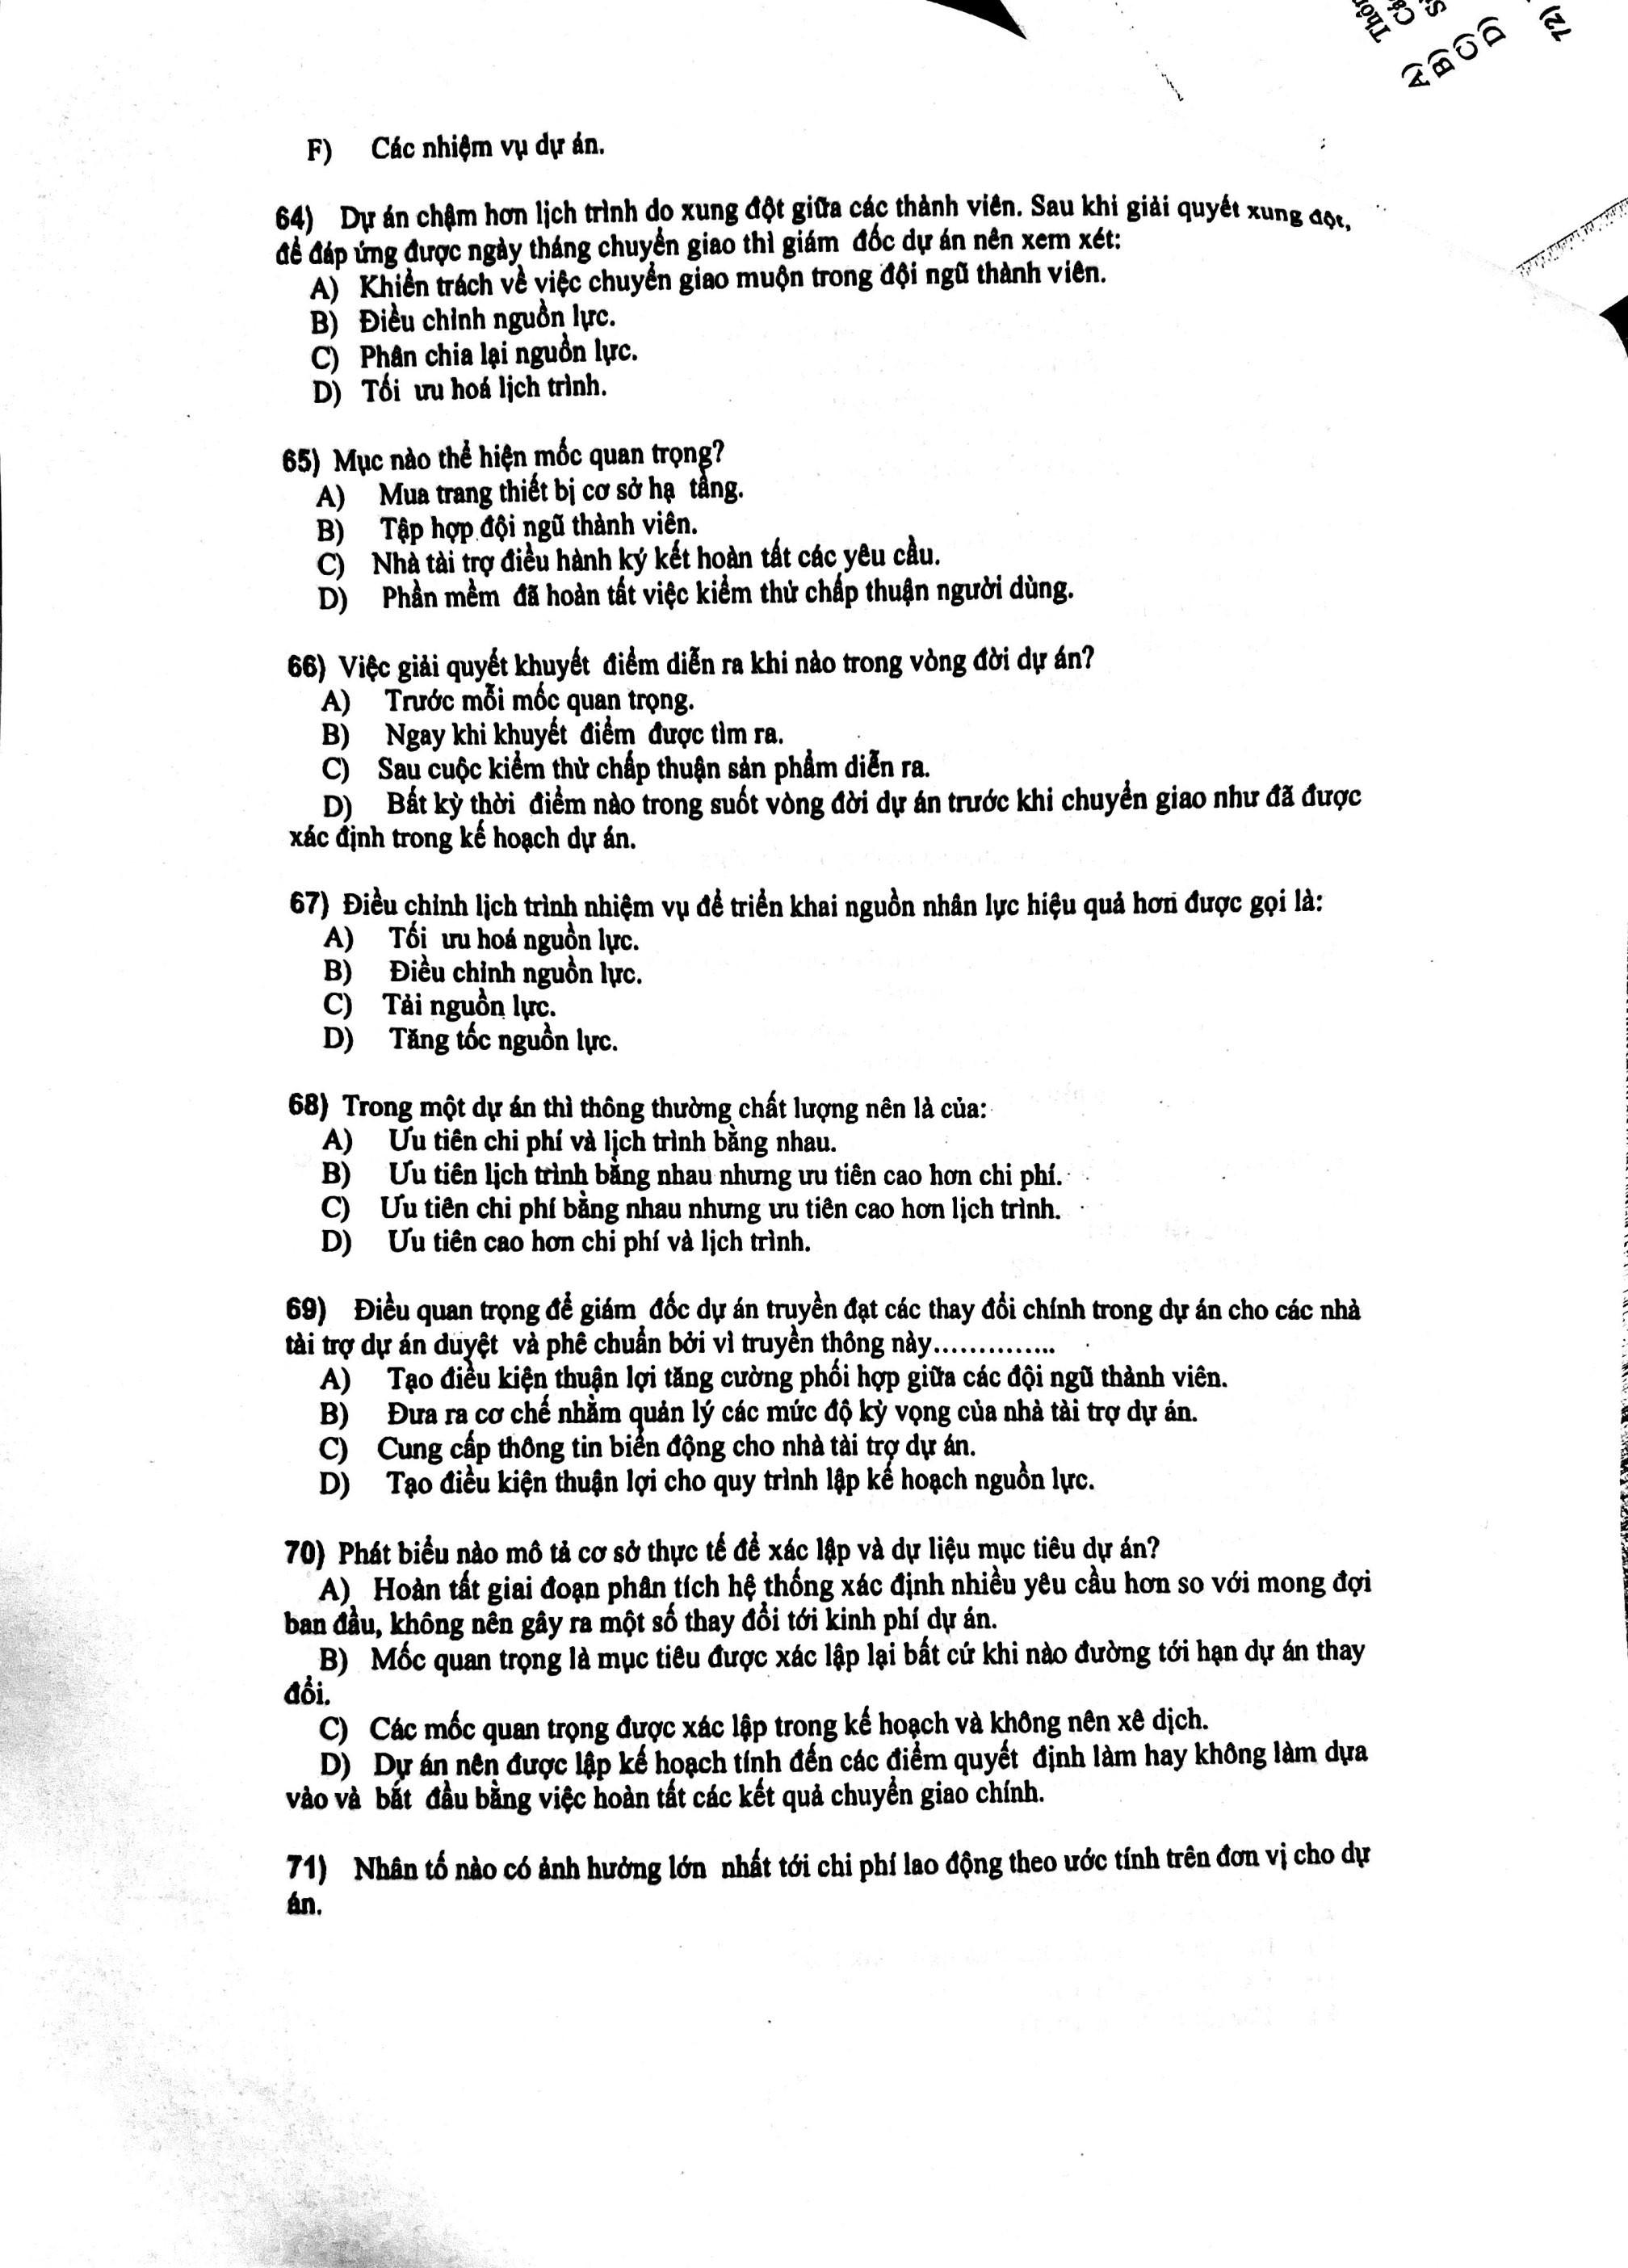 Thôn
Cá
S
A)
B)
C)
D)
72)
F) Các nhiệm vụ dự án.
64) Dự án chậm hơn lịch trình do xung đột giữa các thành viên. Sau khi giải quyết xung đột,
để đáp ứng được ngày tháng chuyển giao thì giám đốc dự án nên xem xét:
A) Khiển trách về việc chuyển giao muộn trong đội ngũ thành viên.
B) Điều chỉnh nguồn lực.
C) Phân chia lại nguồn lực.
D) Tối ưu hoá lịch trình.
65) Mục nào thể hiện mốc quan trọng?
A) Mua trang thiết bị cơ sở hạ tầng.
B) Tập hợp đội ngũ thành viên.
C) Nhà tài trợ điều hành ký kết hoàn tất các yêu cầu.
D) Phần mềm đã hoàn tất việc kiểm thử chấp thuận người dùng.
66) Việc giải quyết khuyết điểm diễn ra khi nào trong vòng đời dự án?
A) Trước mỗi mốc quan trọng.
B) Ngay khi khuyết điểm được tìm ra.
C) Sau cuộc kiểm thử chấp thuận sản phẩm diễn ra.
D) Bất kỳ thời điểm nào trong suốt vòng đời dự án trước khi chuyển giao như đã được
xác định trong kế hoạch dự án.
67) Điều chỉnh lịch trình nhiệm vụ để triển khai nguồn nhân lực hiệu quả hơn được gọi là:
A) Tối ưu hoá nguồn lực.
B) Điều chỉnh nguồn lực.
C) Tải nguồn lực.
D) Tăng tốc nguồn lực.
68) Trong một dự án thì thông thường chất lượng nên là của:
A) Ưu tiên chi phí và lịch trình bằng nhau.
B) Ưu tiên lịch trình bằng nhau nhưng ưu tiên cao hơn chi phí.
C) Ưu tiên chi phí bằng nhau nhưng ưu tiên cao hơn lịch trình.
D) Ưu tiên cao hơn chi phí và lịch trình.
69) Điều quan trọng để giám đốc dự án truyền đạt các thay đổi chính trong dự án cho các nhà
tài trợ dự án duyệt và phê chuẩn bởi vì truyền thông này..............
A) Tạo điều kiện thuận lợi tăng cường phối hợp giữa các đội ngũ thành viên.
B) Đưa ra cơ chế nhằm quản lý các mức độ kỳ vọng của nhà tài trợ dự án.
C) Cung cấp thông tin biến động cho nhà tài trợ dự án.
D) Tạo điều kiện thuận lợi cho quy trình lập kế hoạch nguồn lực.
70) Phát biểu nào mô tả cơ sở thực tế để xác lập và dự liệu mục tiêu dự án?
A) Hoàn tất giai đoạn phân tích hệ thống xác định nhiều yêu cầu hơn so với mong đợi
ban đầu, không nên gây ra một số thay đổi tới kinh phí dự án.
B) Mốc quan trọng là mục tiêu được xác lập lại bất cứ khi nào đường tới hạn dự án thay
đổi.
C) Các mốc quan trọng được xác lập trong kế hoạch và không nên xê dịch.
D) Dự án nên được lập kế hoạch tính đến các điểm quyết định làm hay không làm dựa
vào và bắt đầu bằng việc hoàn tất các kết quả chuyển giao chính.
71) Nhân tố nào có ảnh hưởng lớn nhất tới chi phí lao động theo ước tính trên đơn vị cho dự
án.